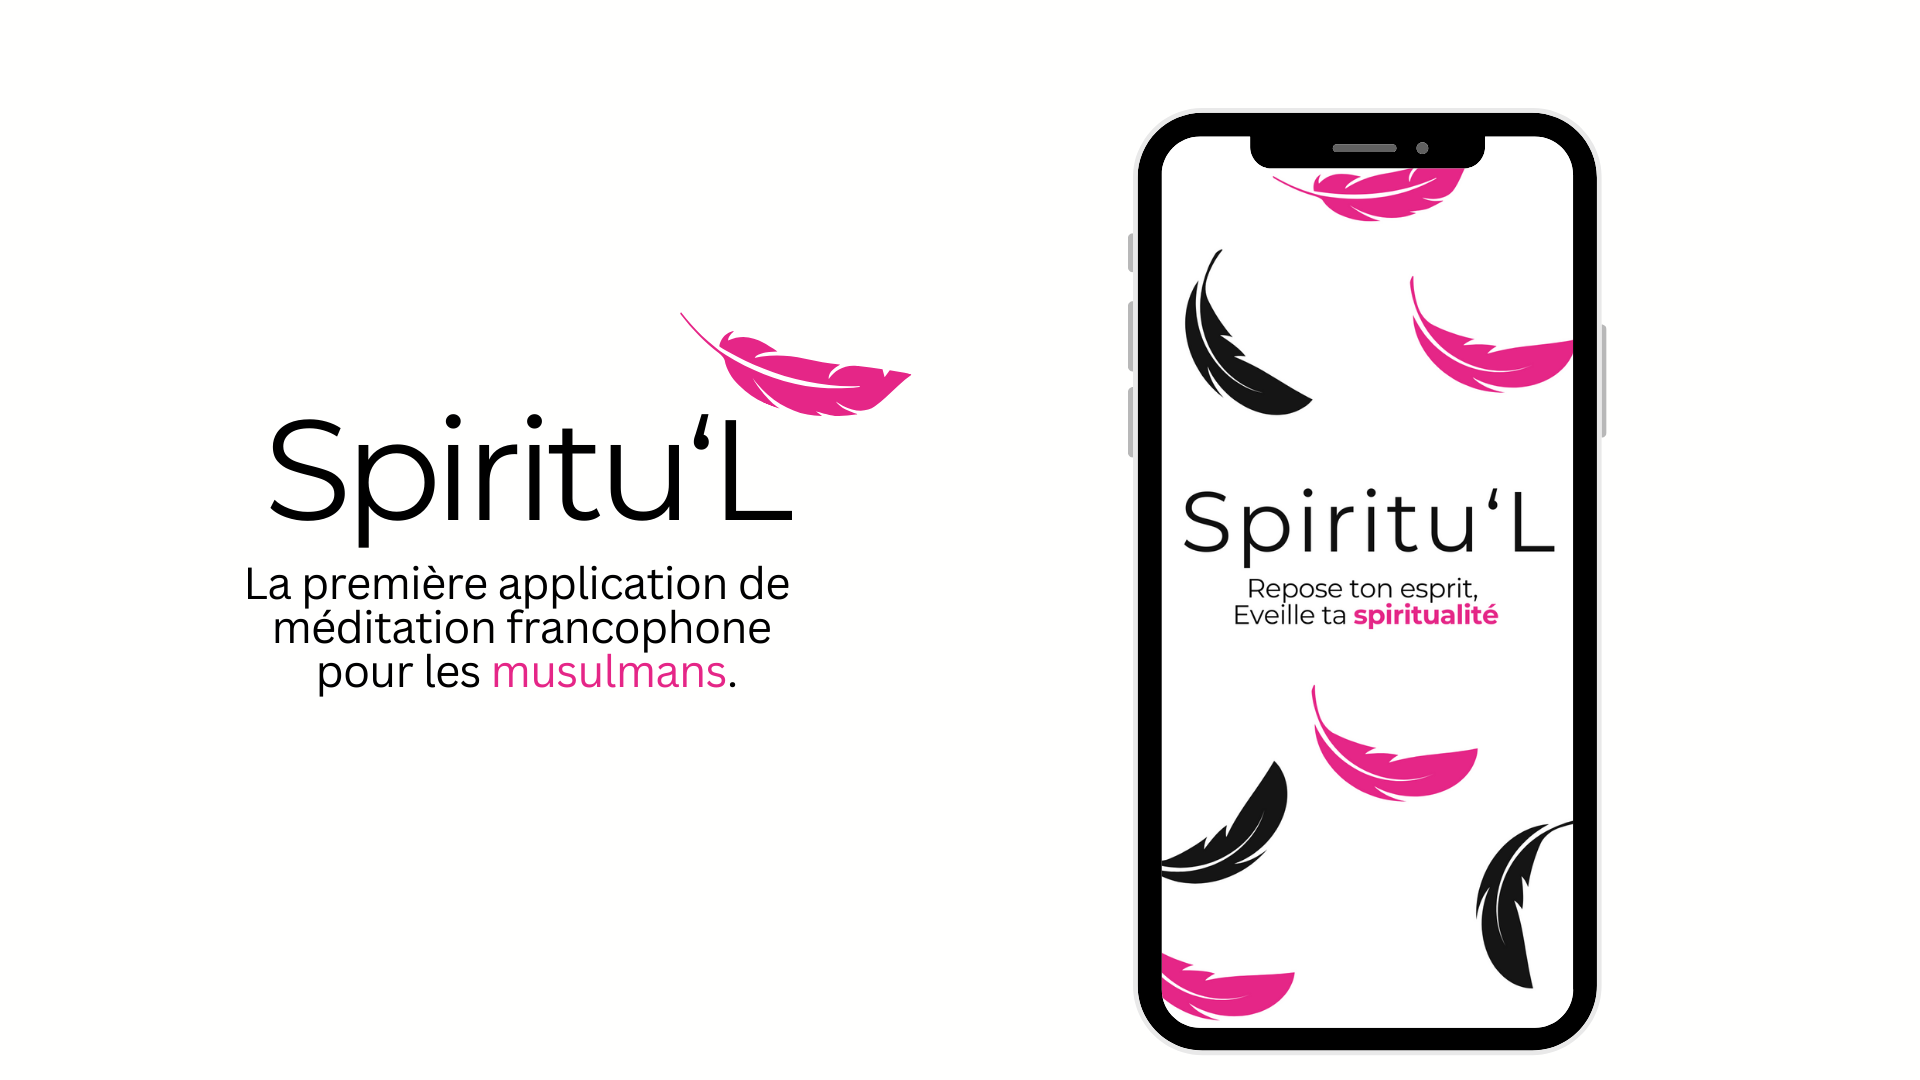 Spiritu‘L
La première application de
méditation francophone
pour les musulmans.
Spiritu‘L
Repose ton esprit,
Eveille ta spiritualité